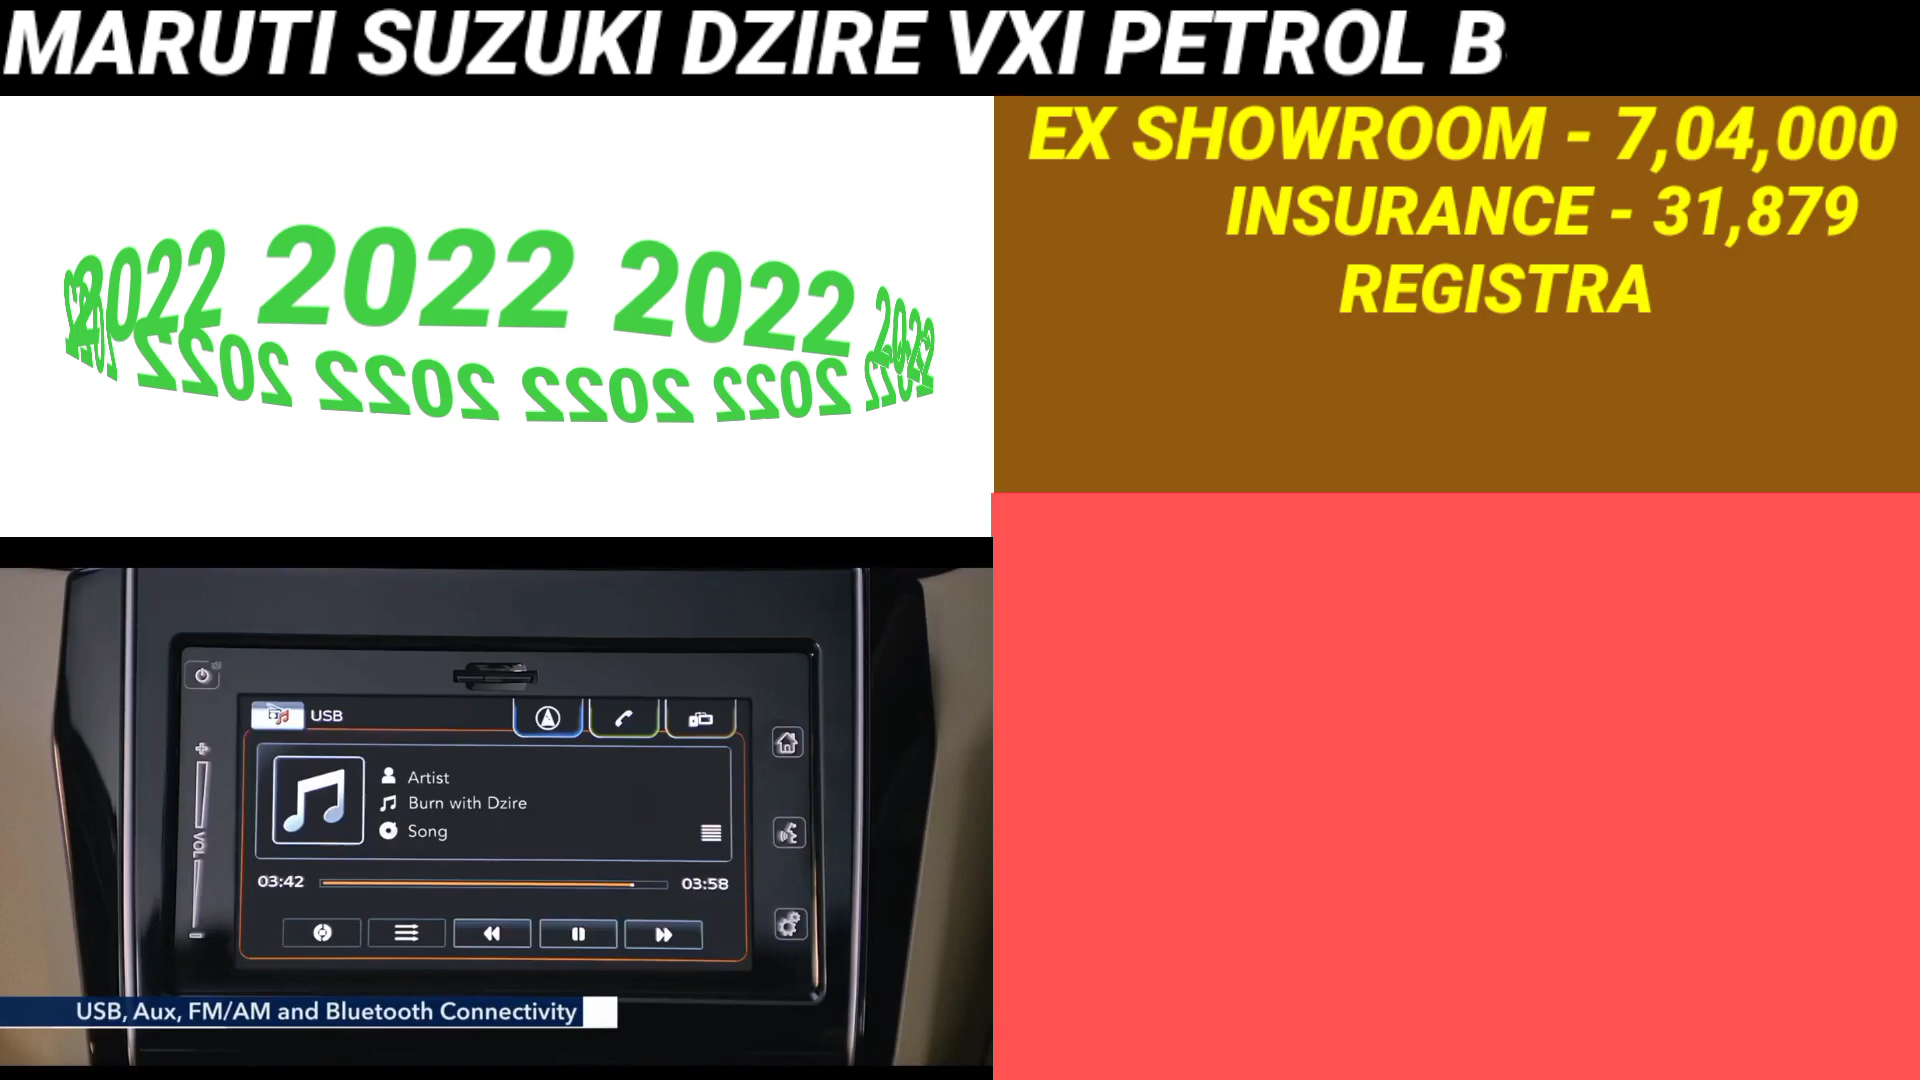 MARUTI SUZUKI DZIRE VXI PETROL B
EX SHOWROOM - 7,04,000
INSURANCE - 31,879
REGISTRA
2022 2022 2022 2022
2022 2022 2022 2022 2022
USB
Artist
Burn with Dzire
Song
03:42 03:58
VOL
USB, Aux, FM/AM and Bluetooth Connectivity